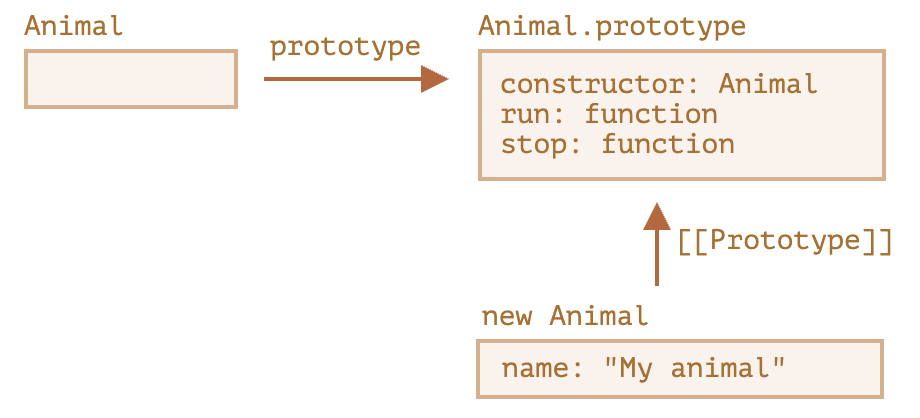 Animal
prototype
Animal.prototype
constructor: Animal
run: function
stop: function
[[Prototype]]
new Animal
name: "My animal"